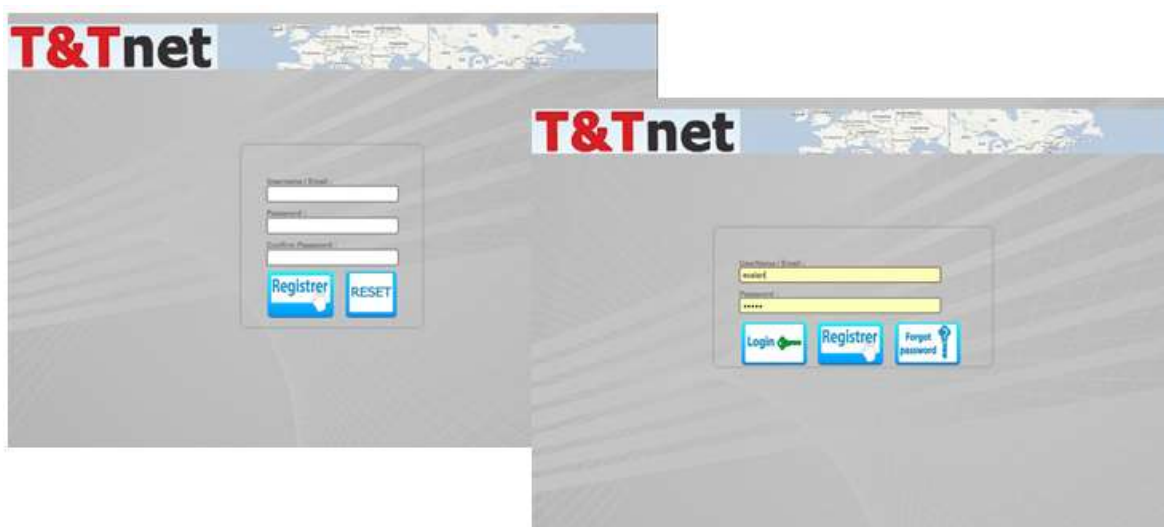 T&Tnet
Username / Email :
Password :
Confirm Password :
Registrer
RESET
T&Tnet
UserName / Email :
Password :
•••••
Login
Registrer
Forgot
password